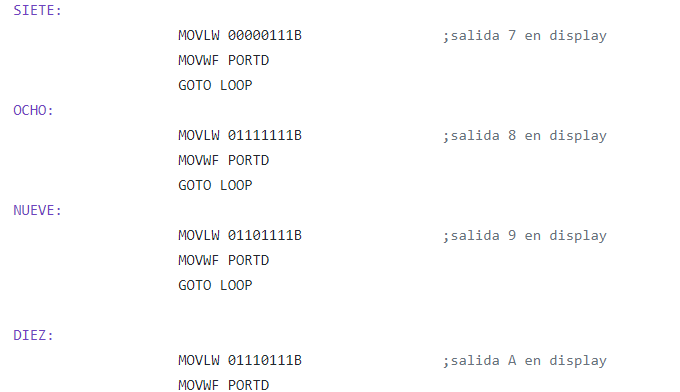 SIETE:
MOVLW 00000111B ;salida 7 en display
MOVWF PORTD
GOTO LOOP
OCHO:
MOVLW 01111111B ;salida 8 en display
MOVWF PORTD
GOTO LOOP
NUEVE:
MOVLW 01101111B ;salida 9 en display
MOVWF PORTD
GOTO LOOP
DIEZ:
MOVLW 01110111B ;salida A en display
MOVWF PORTD